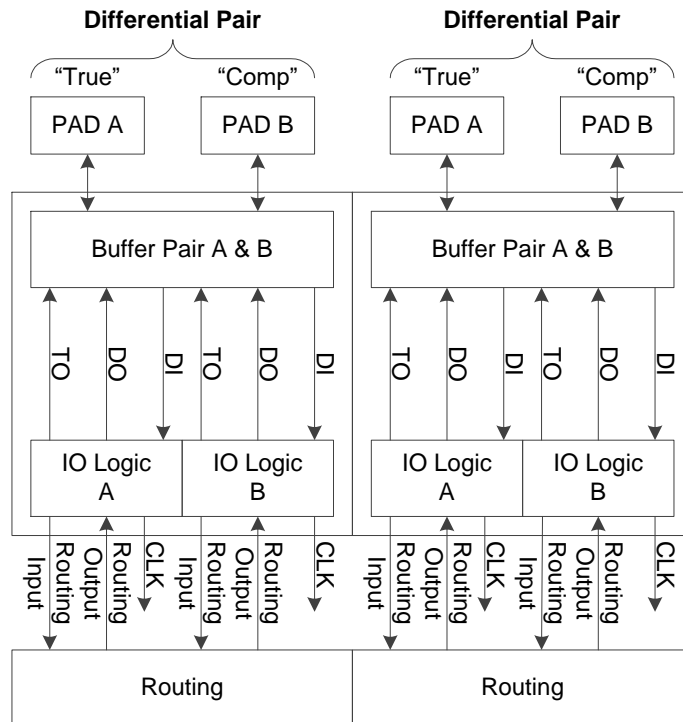 Differential Pair Differential Pair
“True” “Comp” “True” “Comp”
PAD A PAD B PAD A PAD B
Buffer Pair A & B Buffer Pair A & B
TO DO DI TO DO DI TO DO DI TO DO DI
IO Logic A IO Logic B IO Logic A IO Logic B
Routing Input
Routing Output
CLK
Routing Input
Routing Output
CLK
Routing Input
Routing Output
CLK
Routing Input
Routing Output
CLK
Routing Routing